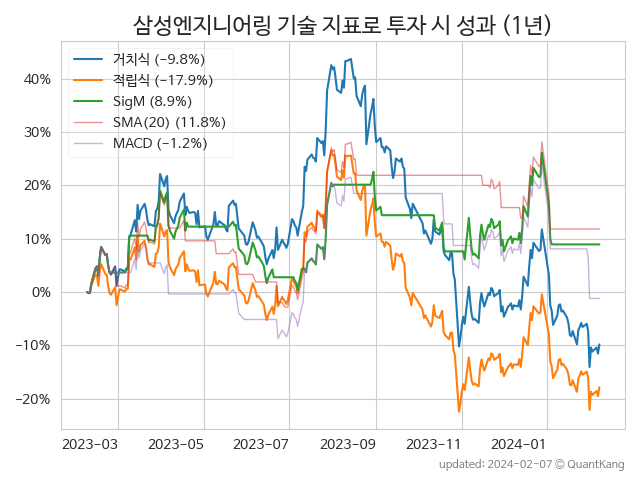 삼성엔지니어링 기술 지표로 투자 시 성과 (1년)
거치식 (−9.8%)
적립식 (−17.9%)
SigM (8.9%)
SMA(20) (11.8%)
MACD (−1.2%)
40%
30%
20%
10%
0%
−10%
−20%
2023−03 2023−05 2023−07 2023−09 2023−11 2024−01
updated: 2024−02−07 © QuantKang